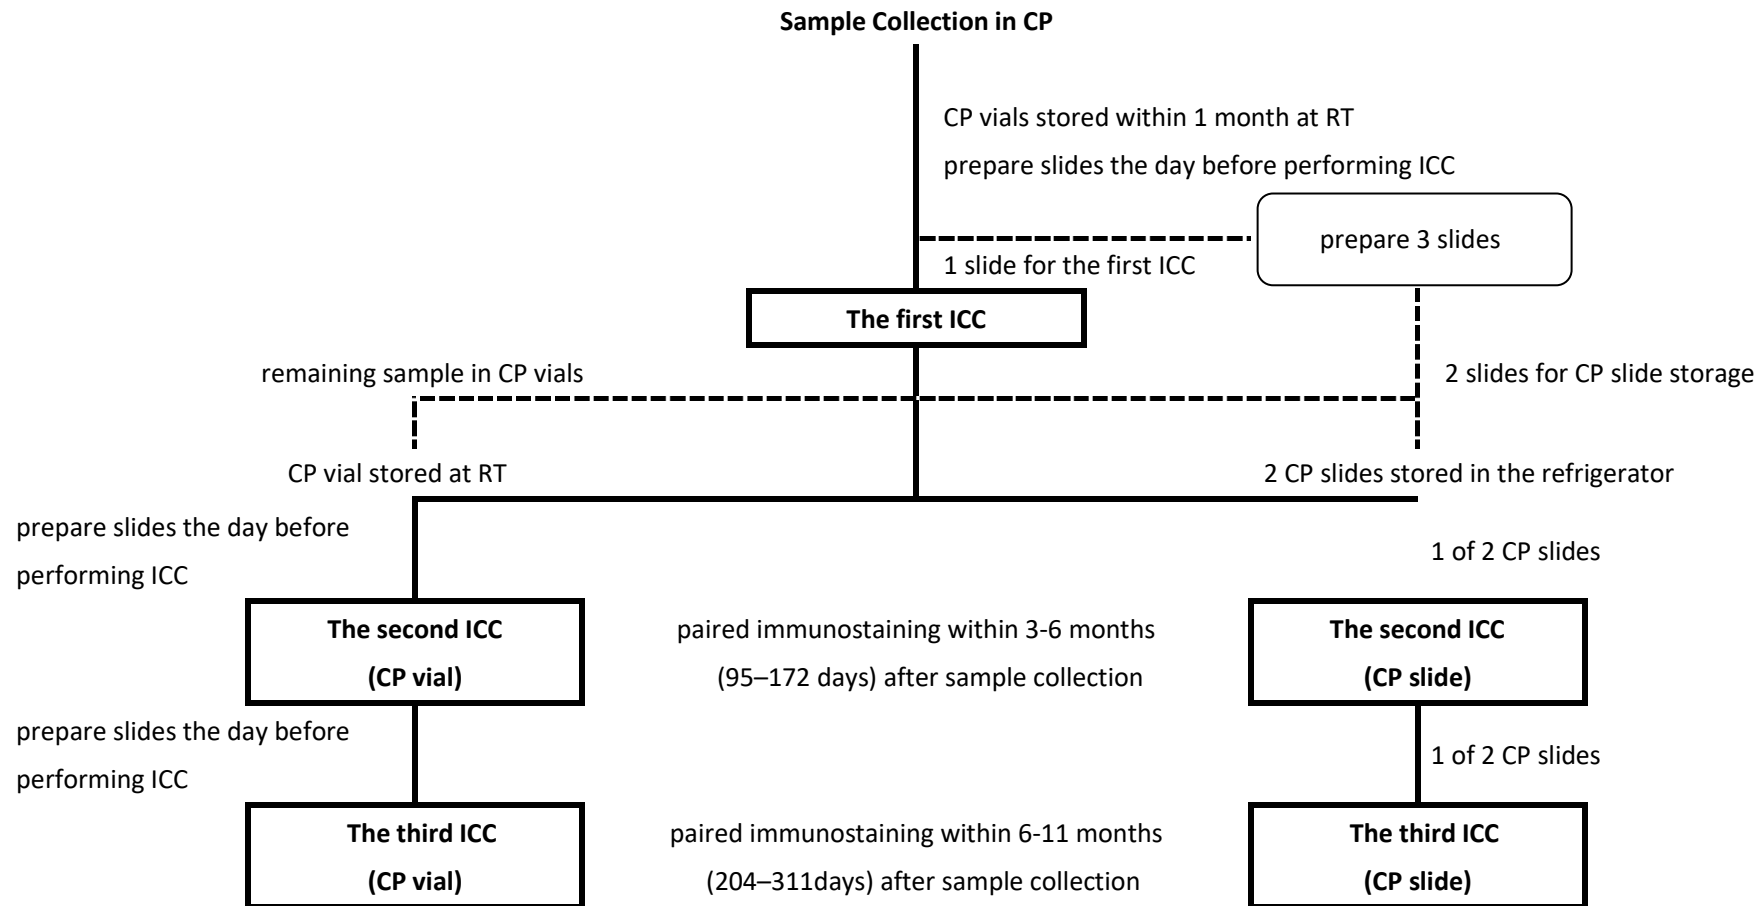 Sample Collection in CP
CP vials stored within 1 month at RT
prepare slides the day before performing ICC
prepare 3 slides
1 slide for the first ICC
The first ICC
remaining sample in CP vials
2 slides for CP slide storage
CP vial stored at RT
2 CP slides stored in the refrigerator
prepare slides the day before
performing ICC
1 of 2 CP slides
The second ICC
(CP vial)
paired immunostaining within 3-6 months
(95–172 days) after sample collection
The second ICC
(CP slide)
prepare slides the day before
performing ICC
1 of 2 CP slides
The third ICC
(CP vial)
paired immunostaining within 6-11 months
(204–311days) after sample collection
The third ICC
(CP slide)